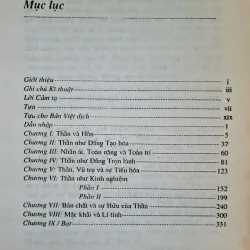 Mục lục
Giới thiệu i
Ghi chú Kĩ thuật iii
Lời Cảm tạ v
Tựa vii
Tựa cho Bản Việt dịch xix
Dẫn nhập 1
Chương I: Thần và Hồn 5
Chương II: Thần như Đấng Tạo hóa 37
Chương III: Nhân ái, Toàn năng và Toàn tri 60
Chương IV: Thần như Đấng Trọn lành 81
Chương V: Thần, Vũ trụ và sự Tiến hóa 123
Chương VI: Thần như Kinh nghiệm
Phần I 152
Phần II 199
Chương VII: Bản chất và sự Hữu của Thần 240
Chương VIII: Mặc khải và Lí tính 300
Chương IX / Bạt 331